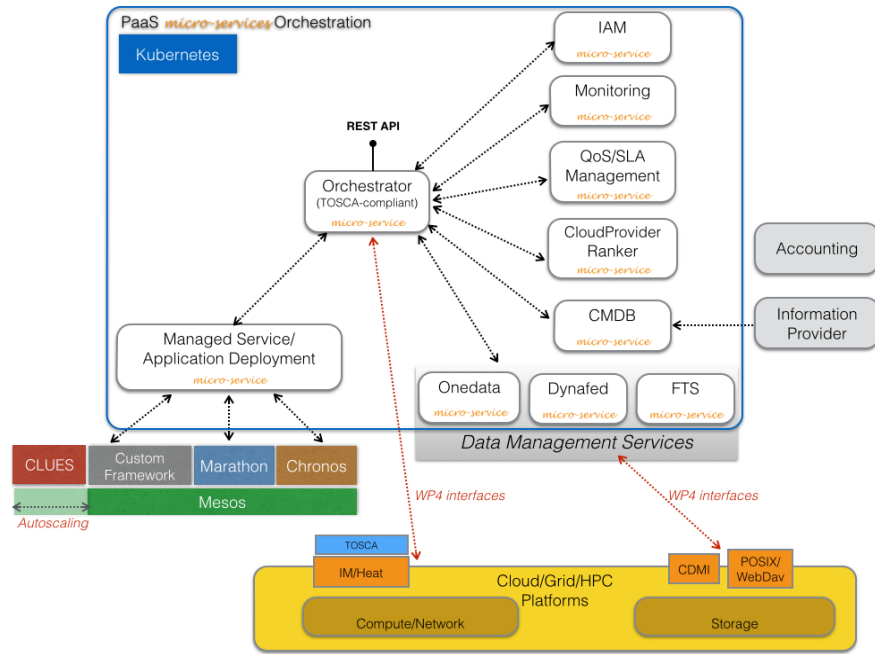 PaaS micro-services Orchestration
Kubernetes
IAM
micro-service
Monitoring
micro-service
REST API
QoS/SLA
Management
micro-service
Orchestrator
(TOSCA-compliant)
micro-service
CloudProvider
Ranker
micro-service
Accounting
CMDB
micro-service
Information
Provider
Managed Service/
Application Deployment
micro-service
Onedata
micro-service
Dynafed
micro-service
FTS
micro-service
Data Management Services
CLUES
Custom
Framework
Marathon
Chronos
Mesos
Autoscaling
WP4 interfaces
WP4 interfaces
TOSCA
IM/Heat
CDMI
POSIX/
WebDav
Cloud/Grid/HPC
Platforms
Compute/Network
Storage